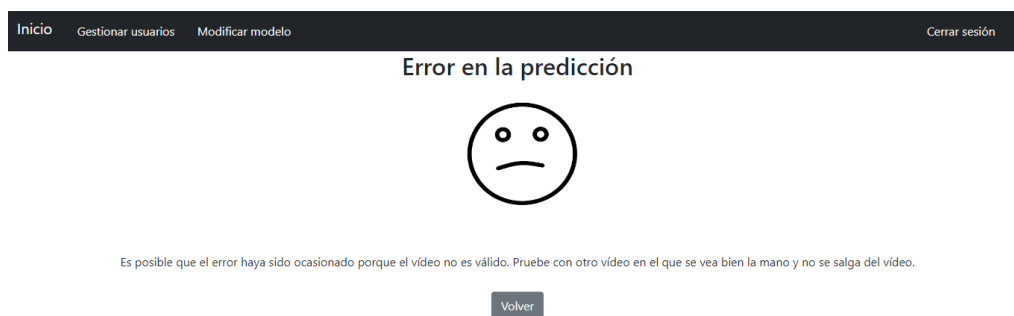 Inicio Gestionar usuarios Modificar modelo Cerrar sesión
Error en la predicción
Es posible que el error haya sido ocasionado porque el vídeo no es válido. Pruebe con otro vídeo en el que se vea bien la mano y no se salga del vídeo.
Volver